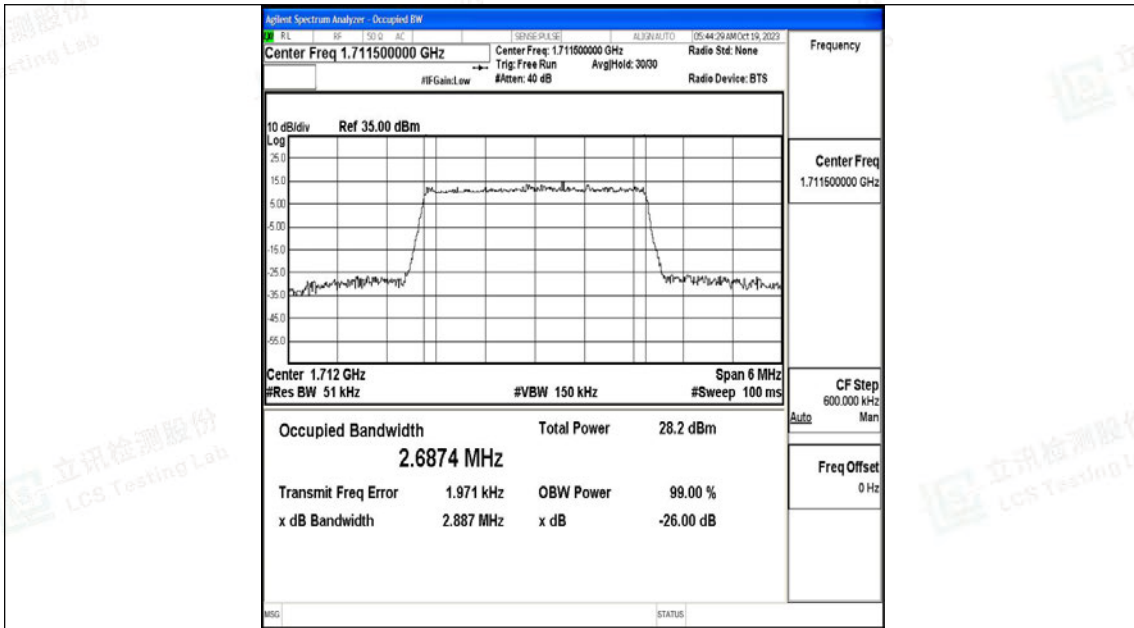 Agilent Spectrum Analyzer - Occupied BW
RL RF 50 Ω AC SENSE:PULSE ALIGNAUTO 05:44:29 AM Oct 19, 2023
Center Freq 1.711500000 GHz
Center Freq: 1.711500000 GHz
Radio Std: None
Trig: Free Run Avg|Hold: 30/30
#IFGain:Low #Atten: 40 dB Radio Device: BTS
10 dB/div Ref 35.00 dBm
Log
25.0
15.0
5.00
-5.00
-15.0
-25.0
-35.0
-45.0
-55.0
Center 1.712 GHz Span 6 MHz
#Res BW 51 kHz #VBW 150 kHz #Sweep 100 ms
Occupied Bandwidth Total Power 28.2 dBm
2.6874 MHz
Transmit Freq Error 1.971 kHz OBW Power 99.00 %
x dB Bandwidth 2.887 MHz x dB -26.00 dB
MSG STATUS
Frequency
Center Freq
1.711500000 GHz
CF Step
600.000 kHz
Auto Man
Freq Offset
0 Hz
立讯检测股份
LCS Testing Lab
立讯检测股份
LCS Testing